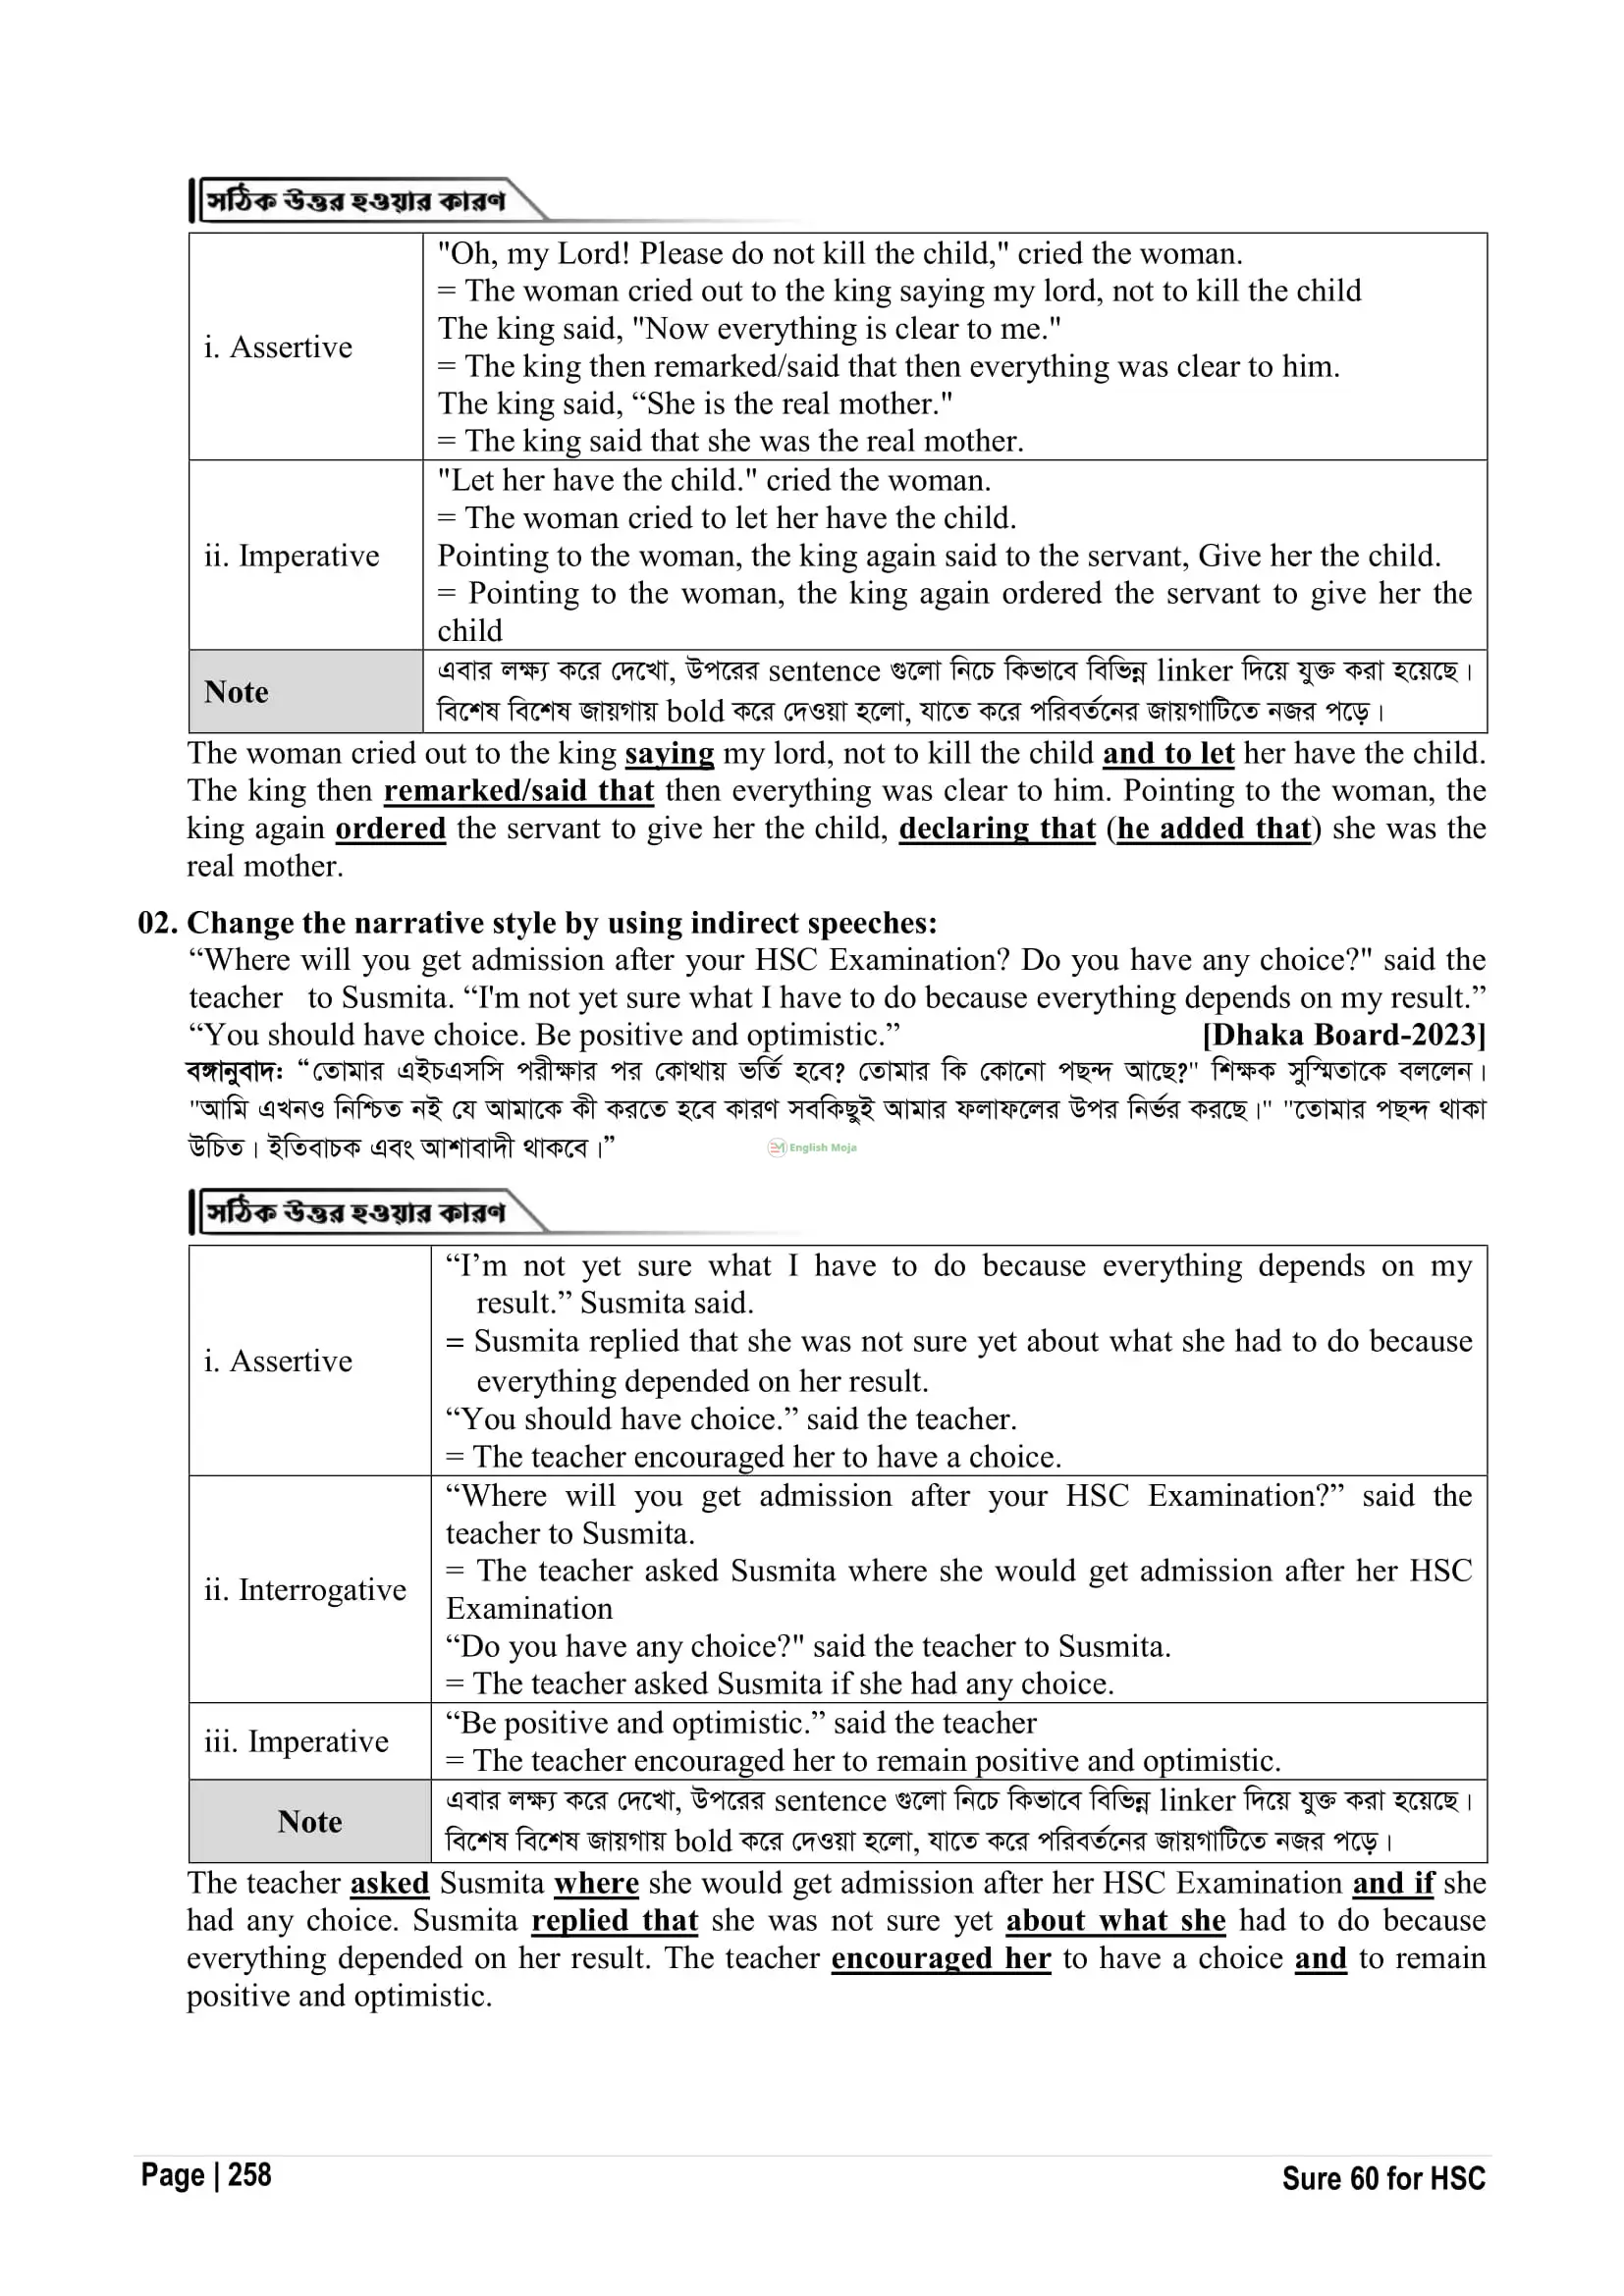 সঠিক উত্তর হওয়ার কারণ
"Oh, my Lord! Please do not kill the child," cried the woman.
= The woman cried out to the king saying my lord, not to kill the child
The king said, "Now everything is clear to me."
i. Assertive
= The king then remarked/said that then everything was clear to him.
The king said, “She is the real mother."
= The king said that she was the real mother.
"Let her have the child." cried the woman.
= The woman cried to let her have the child.
ii. Imperative
Pointing to the woman, the king again said to the servant, Give her the child.
= Pointing to the woman, the king again ordered the servant to give her the
child
Note
এবার লক্ষ্য করে দেখো, উপরের sentence গুলো নিচে কিভাবে বিভিন্ন linker দিয়ে যুক্ত করা হয়েছে।
বিশেষ বিশেষ জায়গায় bold করে দেওয়া হলো, যাতে করে পরিবর্তনের জায়গাটিতে নজর পড়ে।
The woman cried out to the king saying my lord, not to kill the child and to let her have the child.
The king then remarked/said that then everything was clear to him. Pointing to the woman, the
king again ordered the servant to give her the child, declaring that (he added that) she was the
real mother.
02. Change the narrative style by using indirect speeches:
“Where will you get admission after your HSC Examination? Do you have any choice?" said the
teacher to Susmita. “I'm not yet sure what I have to do because everything depends on my result.”
“You should have choice. Be positive and optimistic.” [Dhaka Board-2023]
বঙ্গানুবাদ: “তোমার এইচএসসি পরীক্ষার পর কোথায় ভর্তি হবে? তোমার কি কোনো পছন্দ আছে?" শিক্ষক সুস্মিতাকে বললেন।
"আমি এখনও নিশ্চিত নই যে আমাকে কী করতে হবে কারণ সবকিছুই আমার ফলাফলের উপর নির্ভর করছে।" "তোমার পছন্দ থাকা
উচিত। ইতিবাচক এবং আশাবাদী থাকবে।”
English Moja
সঠিক উত্তর হওয়ার কারণ
“I’m not yet sure what I have to do because everything depends on my
result.” Susmita said.
= Susmita replied that she was not sure yet about what she had to do because
i. Assertive
everything depended on her result.
“You should have choice.” said the teacher.
= The teacher encouraged her to have a choice.
“Where will you get admission after your HSC Examination?” said the
teacher to Susmita.
= The teacher asked Susmita where she would get admission after her HSC
ii. Interrogative
Examination
“Do you have any choice?" said the teacher to Susmita.
= The teacher asked Susmita if she had any choice.
iii. Imperative
“Be positive and optimistic.” said the teacher
= The teacher encouraged her to remain positive and optimistic.
Note
এবার লক্ষ্য করে দেখো, উপরের sentence গুলো নিচে কিভাবে বিভিন্ন linker দিয়ে যুক্ত করা হয়েছে।
বিশেষ বিশেষ জায়গায় bold করে দেওয়া হলো, যাতে করে পরিবর্তনের জায়গাটিতে নজর পড়ে।
The teacher asked Susmita where she would get admission after her HSC Examination and if she
had any choice. Susmita replied that she was not sure yet about what she had to do because
everything depended on her result. The teacher encouraged her to have a choice and to remain
positive and optimistic.
Page | 258
Sure 60 for HSC